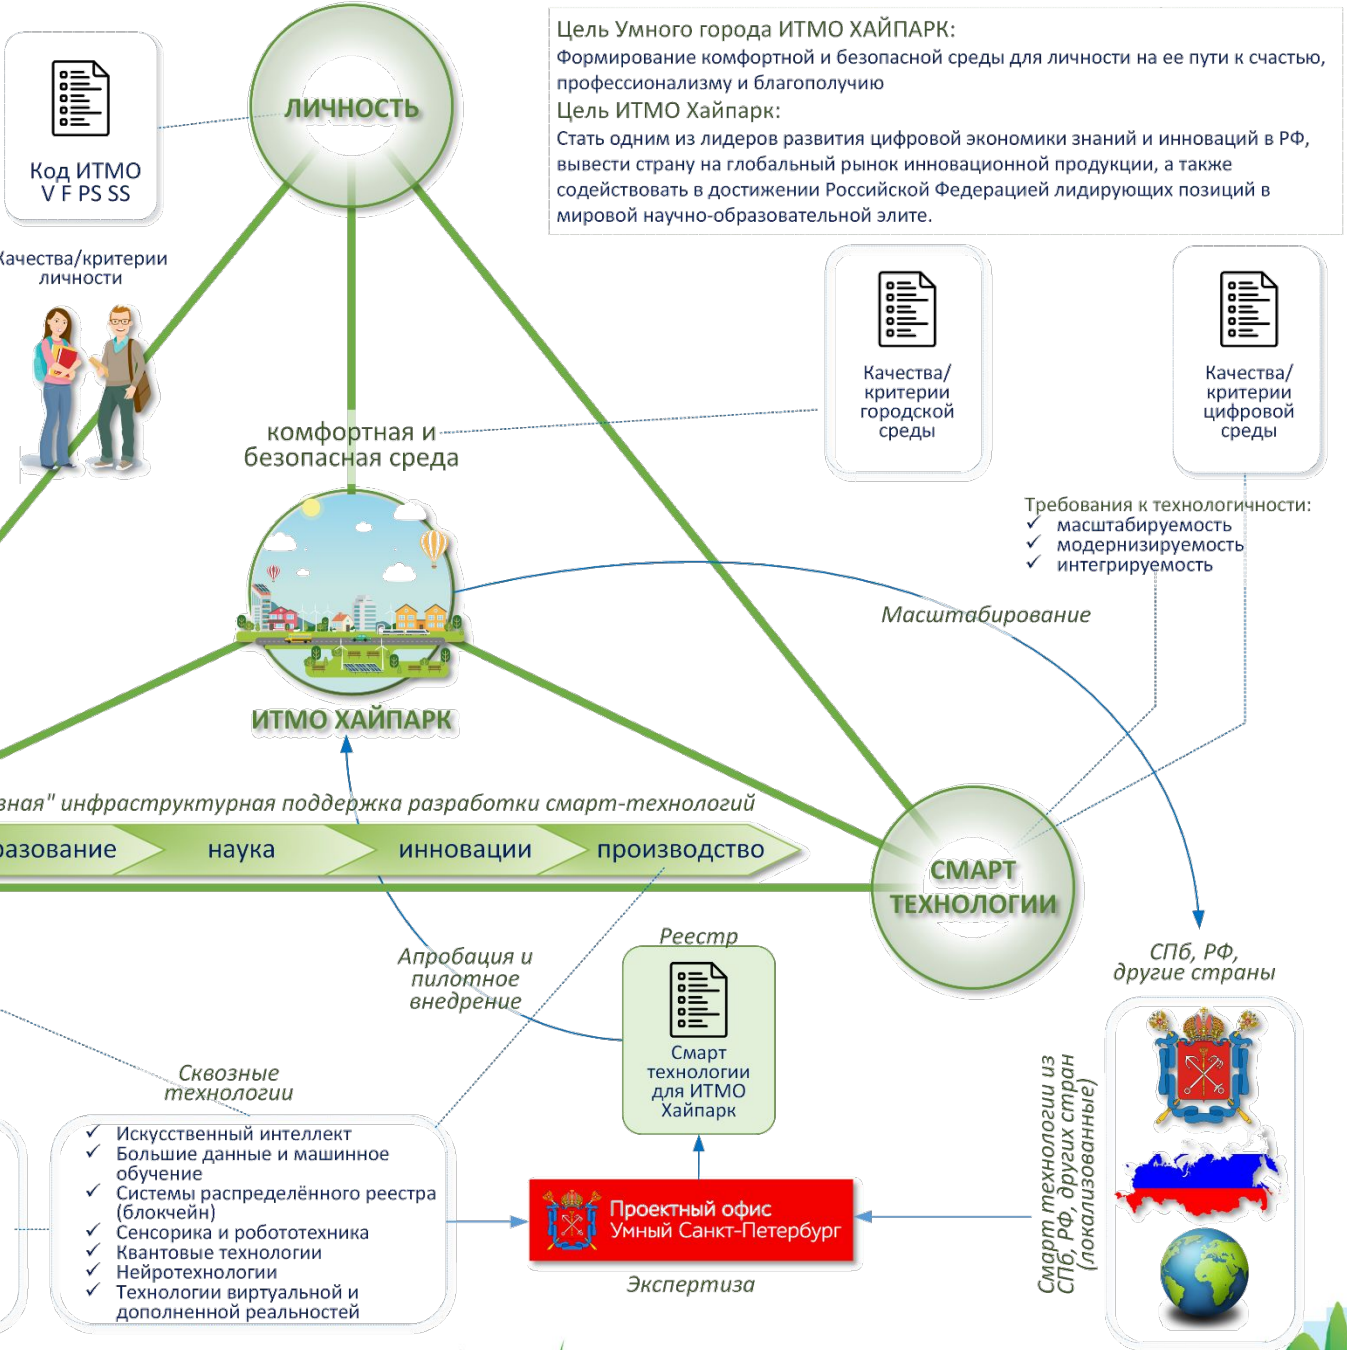 Цель Умного города ИТМО ХАЙПАРК:
Формирование комфортной и безопасной среды для личности на ее пути к счастью,
профессионализму и благополучию
Цель ИТМО Хайпарк:
Стать одним из лидеров развития цифровой экономики знаний и инноваций в РФ,
вывести страну на глобальный рынок инновационной продукции, а также
содействовать в достижении Российской Федерацией лидирующих позиций в
мировой научно-образовательной элите.
ЛИЧНОСТЬ
Код ИТМО
V F PS SS
Качества/критерии
личности
Качества/
критерии
городской
среды
Качества/
критерии
цифровой
среды
комфортная и
безопасная среда
Требования к технологичности:
✓ масштабируемость
✓ модернизируемость
✓ интегрируемость
Масштабирование
ИТМО ХАЙПАРК
зная" инфраструктурная поддержка разработки смарт-технологий
разование
наука
инновации
производство
СМАРТ
ТЕХНОЛОГИИ
Реестр
Апробация и
пилотное
внедрение
СПб, РФ,
другие страны
Смарт
технологии
для ИТМО
Хайпарк
Сквозные
технологии
✓ Искусственный интеллект
✓ Большие данные и машинное
обучение
✓ Системы распределённого реестра
(блокчейн)
✓ Сенсорика и робототехника
✓ Квантовые технологии
✓ Нейротехнологии
✓ Технологии виртуальной и
дополненной реальностей
Проектный офис
Умный Санкт-Петербург
Экспертиза
Смарт технологии из
СПб, РФ, других стран
(локализованные)